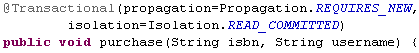 @Transactional(propagation=Propagation.REQUIRES_NEW,
isolation=Isolation.READ_COMMITTED)
public void purchase(String isbn, String username) {